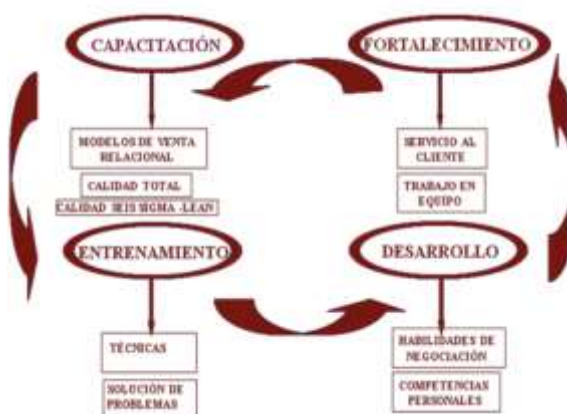 CAPACITACIÓN
FORTALECIMIENTO
MODELOS DE VENTA
RELACIONAL
CALIDAD TOTAL
CALIDAD SEIS SIGMA -LEAN
SERVICIO AL
CLIENTE
TRABAJO EN
EQUIPO
ENTRENAMIENTO
DESARROLLO
TÉCNICAS
SOLUCIÓN DE
PROBLEMAS
HABILIDADES DE
NEGOCIACIÓN
COMPETENCIAS
PERSONALES